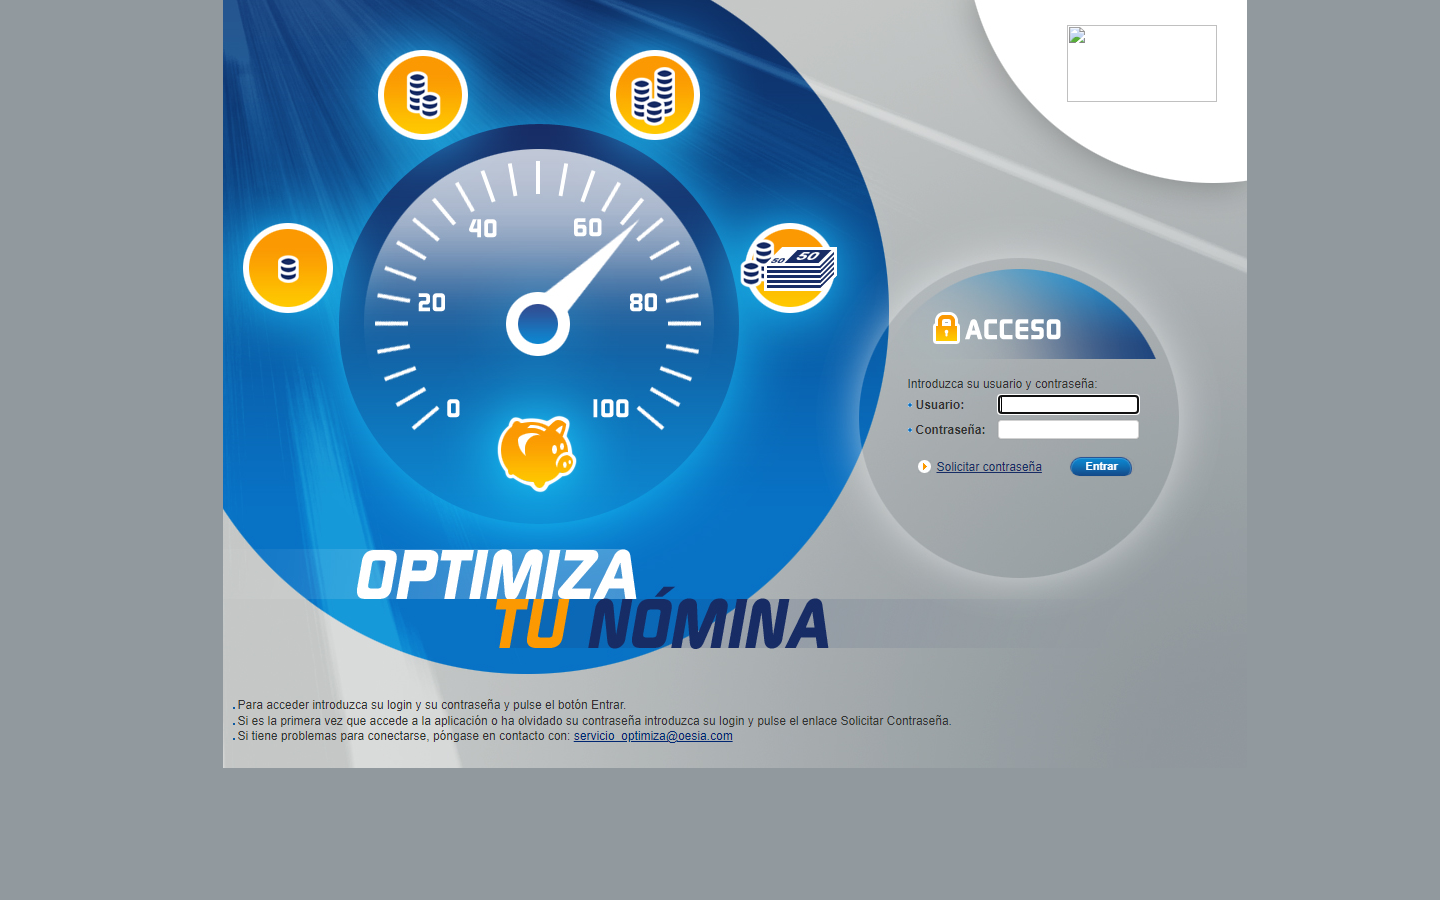 40
60
20
80
0
100
50
50
ACCESO
Introduzca su usuario y contraseña:
Usuario:
Contraseña:
Solicitar contraseña
Entrar
OPTIMIZA
TU NÓMINA
Para acceder introduzca su login y su contraseña y pulse el botón Entrar.
Si es la primera vez que accede a la aplicación o ha olvidado su contraseña introduzca su login y pulse el enlace Solicitar Contraseña.
Si tiene problemas para conectarse, póngase en contacto con: servicio_optimiza@oesia.com